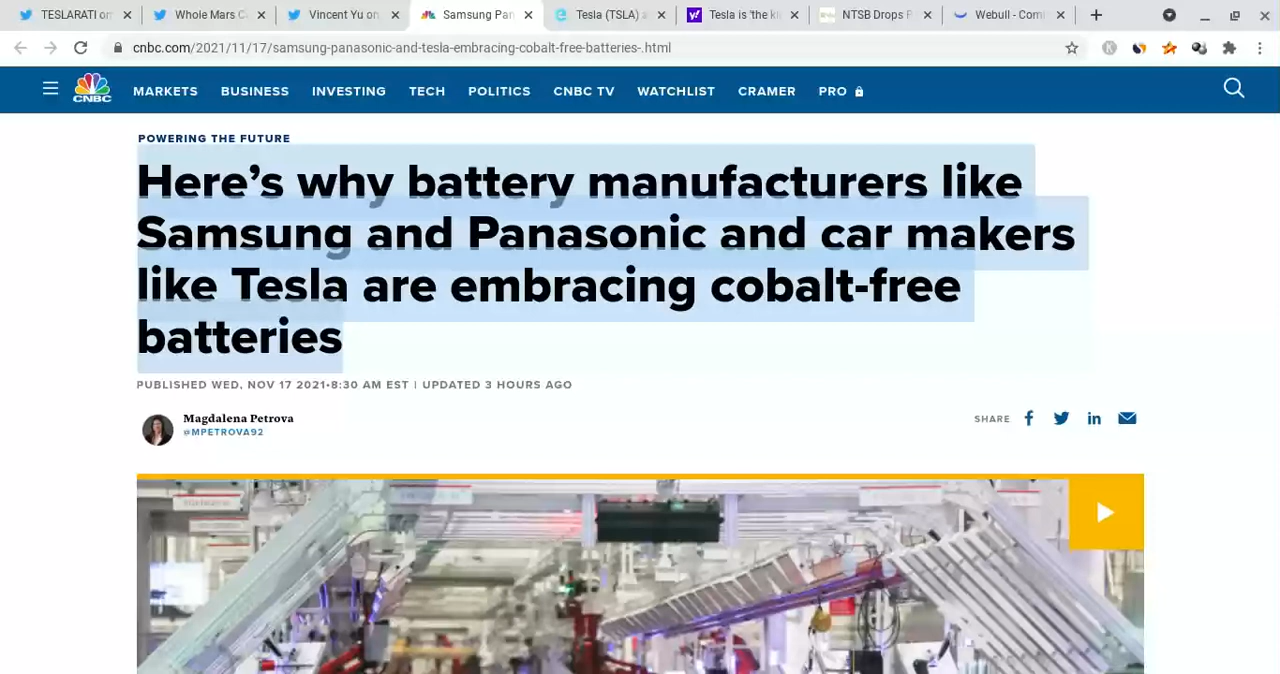 TESLARATI on
Whole Mars C
Vincent Yu on
Samsung Pan
Tesla (TSLA) a
Tesla is 'the ki
NTSB Drops R
Webull - Comi
cnbc.com/2021/11/17/samsung-panasonic-and-tesla-embracing-cobalt-free-batteries-.html
CNBC
MARKETS BUSINESS INVESTING TECH POLITICS CNBC TV WATCHLIST CRAMER PRO
POWERING THE FUTURE
Here’s why battery manufacturers like
Samsung and Panasonic and car makers
like Tesla are embracing cobalt-free
batteries
PUBLISHED WED, NOV 17 2021•8:30 AM EST | UPDATED 3 HOURS AGO
Magdalena Petrova
@MPETROVA92
SHARE